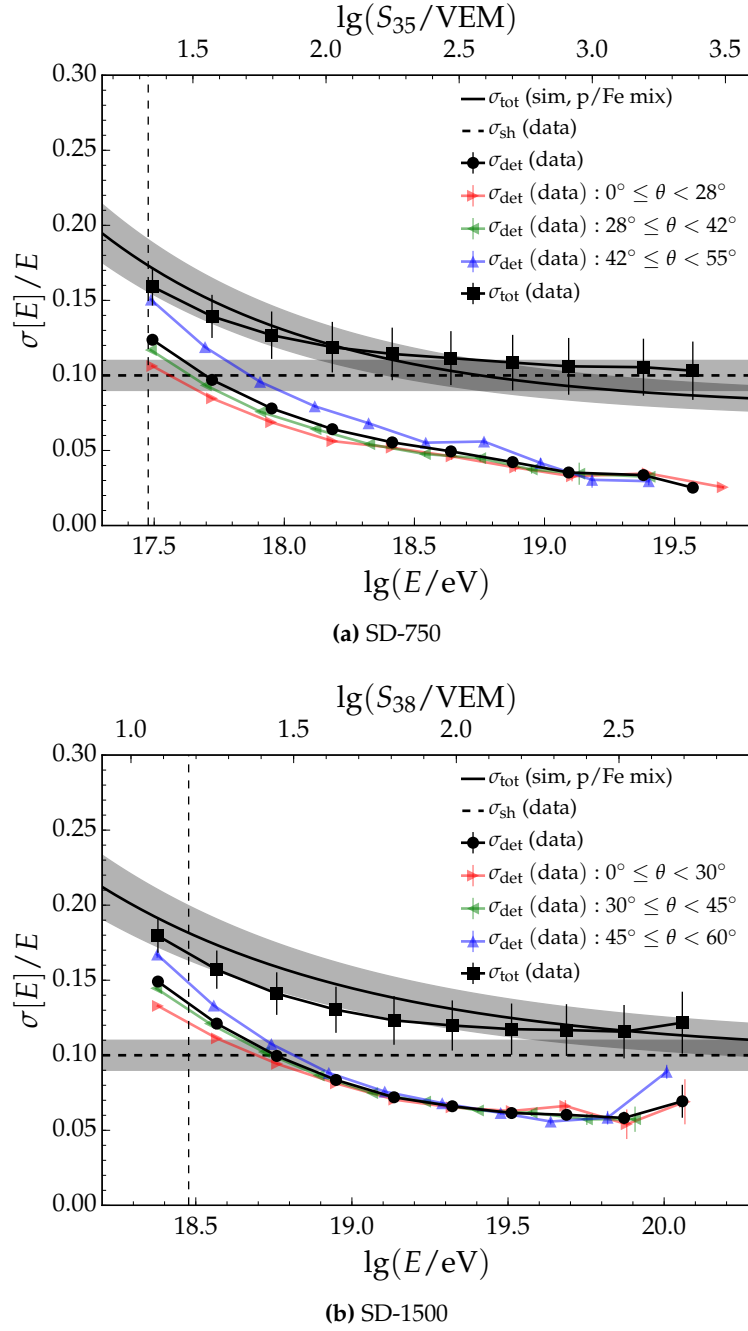 lg(S₃₅/VEM)
1.5 2.0 2.5 3.0 3.5
0.30
0.25
0.20
0.15
0.10
0.05
0.00
σ[E]/E
σtot (sim, p/Fe mix)
σsh (data)
σdet (data)
σdet (data) : 0° ≤ θ < 28°
σdet (data) : 28° ≤ θ < 42°
σdet (data) : 42° ≤ θ < 55°
σtot (data)
17.5 18.0 18.5 19.0 19.5
lg(E/eV)
(a) SD-750
lg(S₃₈/VEM)
1.0 1.5 2.0 2.5
0.30
0.25
0.20
0.15
0.10
0.05
0.00
σ[E]/E
σtot (sim, p/Fe mix)
σsh (data)
σdet (data)
σdet (data) : 0° ≤ θ < 30°
σdet (data) : 30° ≤ θ < 45°
σdet (data) : 45° ≤ θ < 60°
σtot (data)
18.5 19.0 19.5 20.0
lg(E/eV)
(b) SD-1500